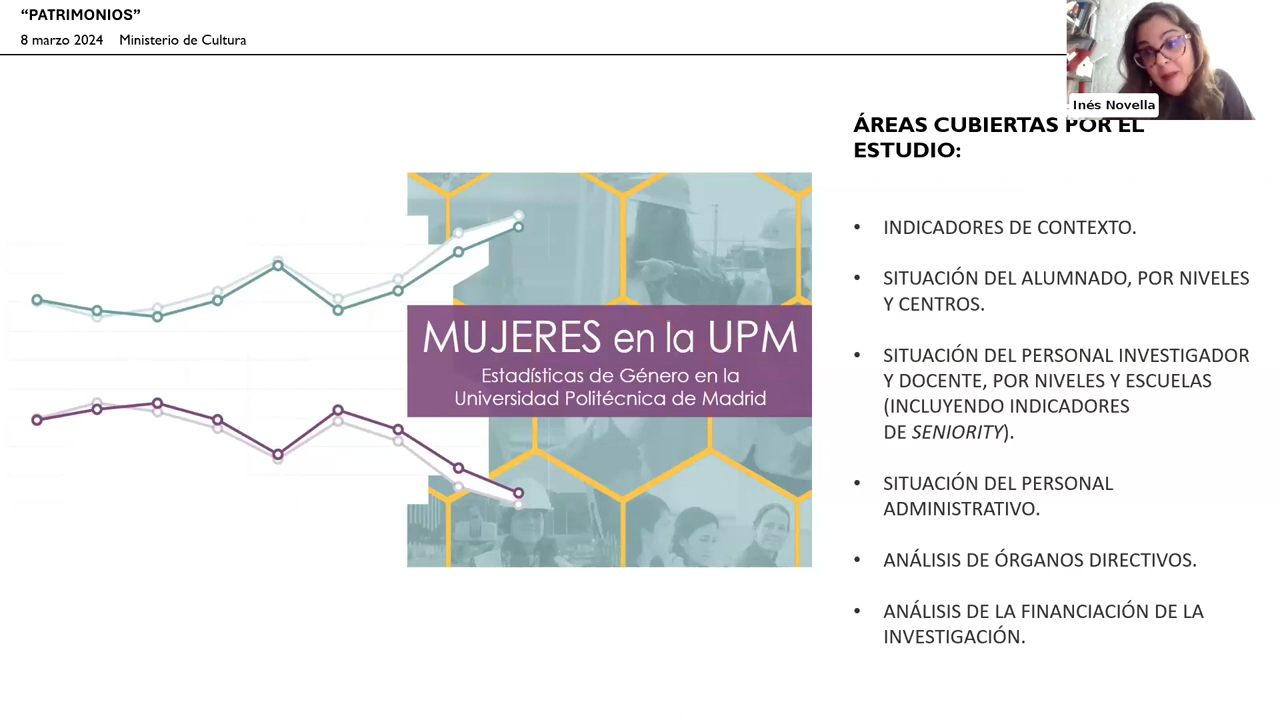 “PATRIMONIOS”
8 marzo 2024 Ministerio de Cultura
Inés Novella
ÁREAS CUBIERTAS POR EL
ESTUDIO:
MUJERES en la UPM
Estadísticas de Género en la
Universidad Politécnica de Madrid
• INDICADORES DE CONTEXTO.
• SITUACIÓN DEL ALUMNADO, POR NIVELES
Y CENTROS.
• SITUACIÓN DEL PERSONAL INVESTIGADOR
Y DOCENTE, POR NIVELES Y ESCUELAS
(INCLUYENDO INDICADORES
DE SENIORITY).
• SITUACIÓN DEL PERSONAL
ADMINISTRATIVO.
• ANÁLISIS DE ÓRGANOS DIRECTIVOS.
• ANÁLISIS DE LA FINANCIACIÓN DE LA
INVESTIGACIÓN.